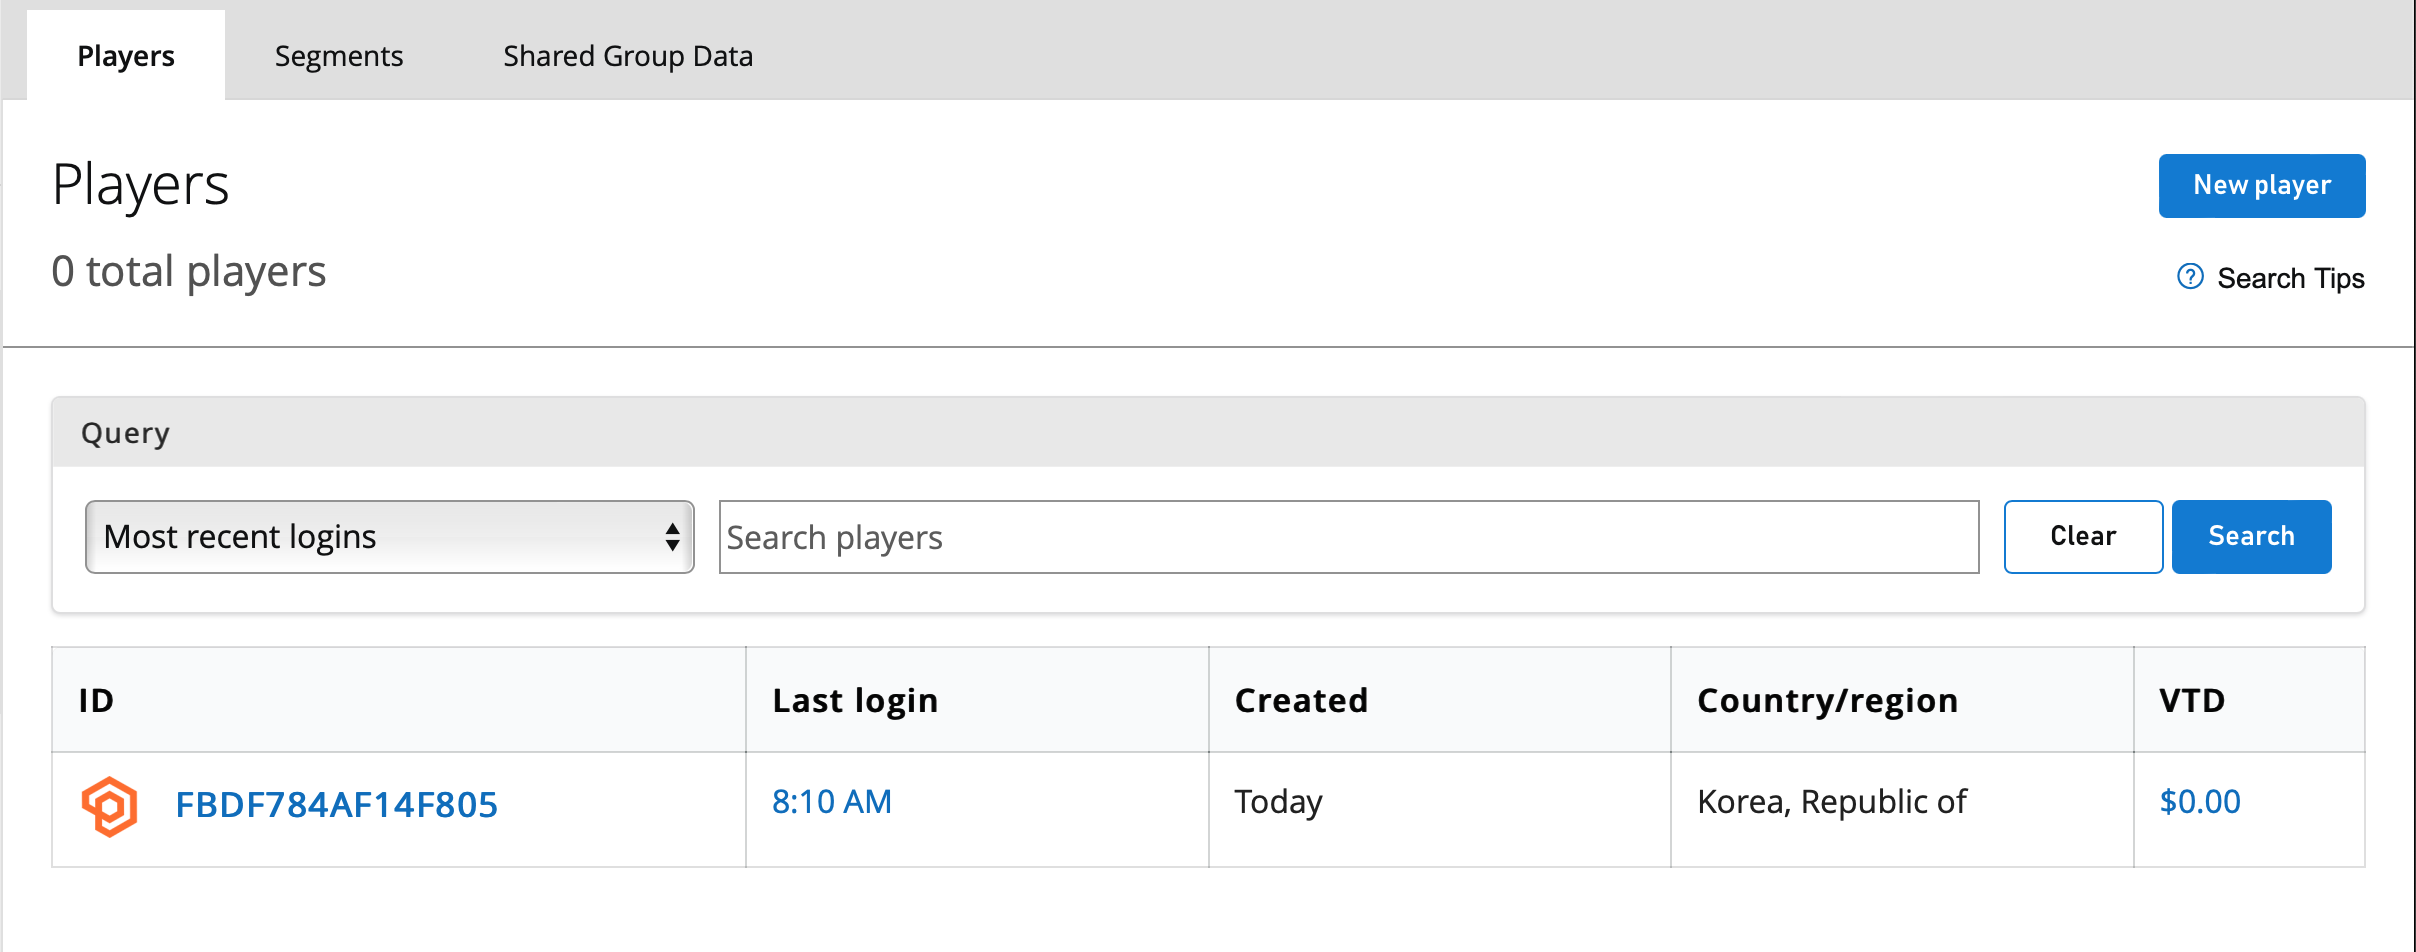 Players Segments Shared Group Data
Players
New player
0 total players
Search Tips
Query
Most recent logins Search players Clear Search
ID Last login Created Country/region VTD
FBDF784AF14F805 8:10 AM Today Korea, Republic of $0.00